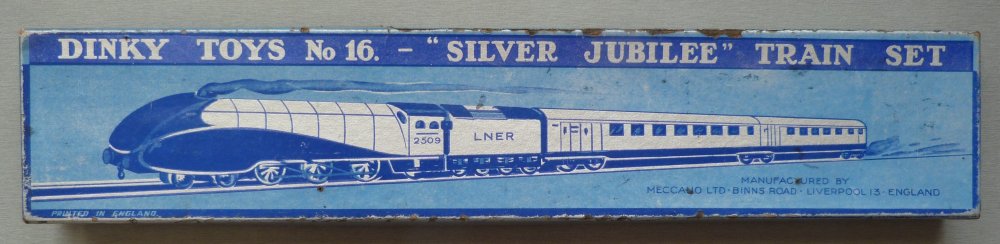 DINKY TOYS No 16. - "SILVER JUBILEE" TRAIN SET
2509
LNER
MANUFACTURED BY
MECCANO LTD · BINNS ROAD · LIVERPOOL 13 · ENGLAND
PRINTED IN ENGLAND.